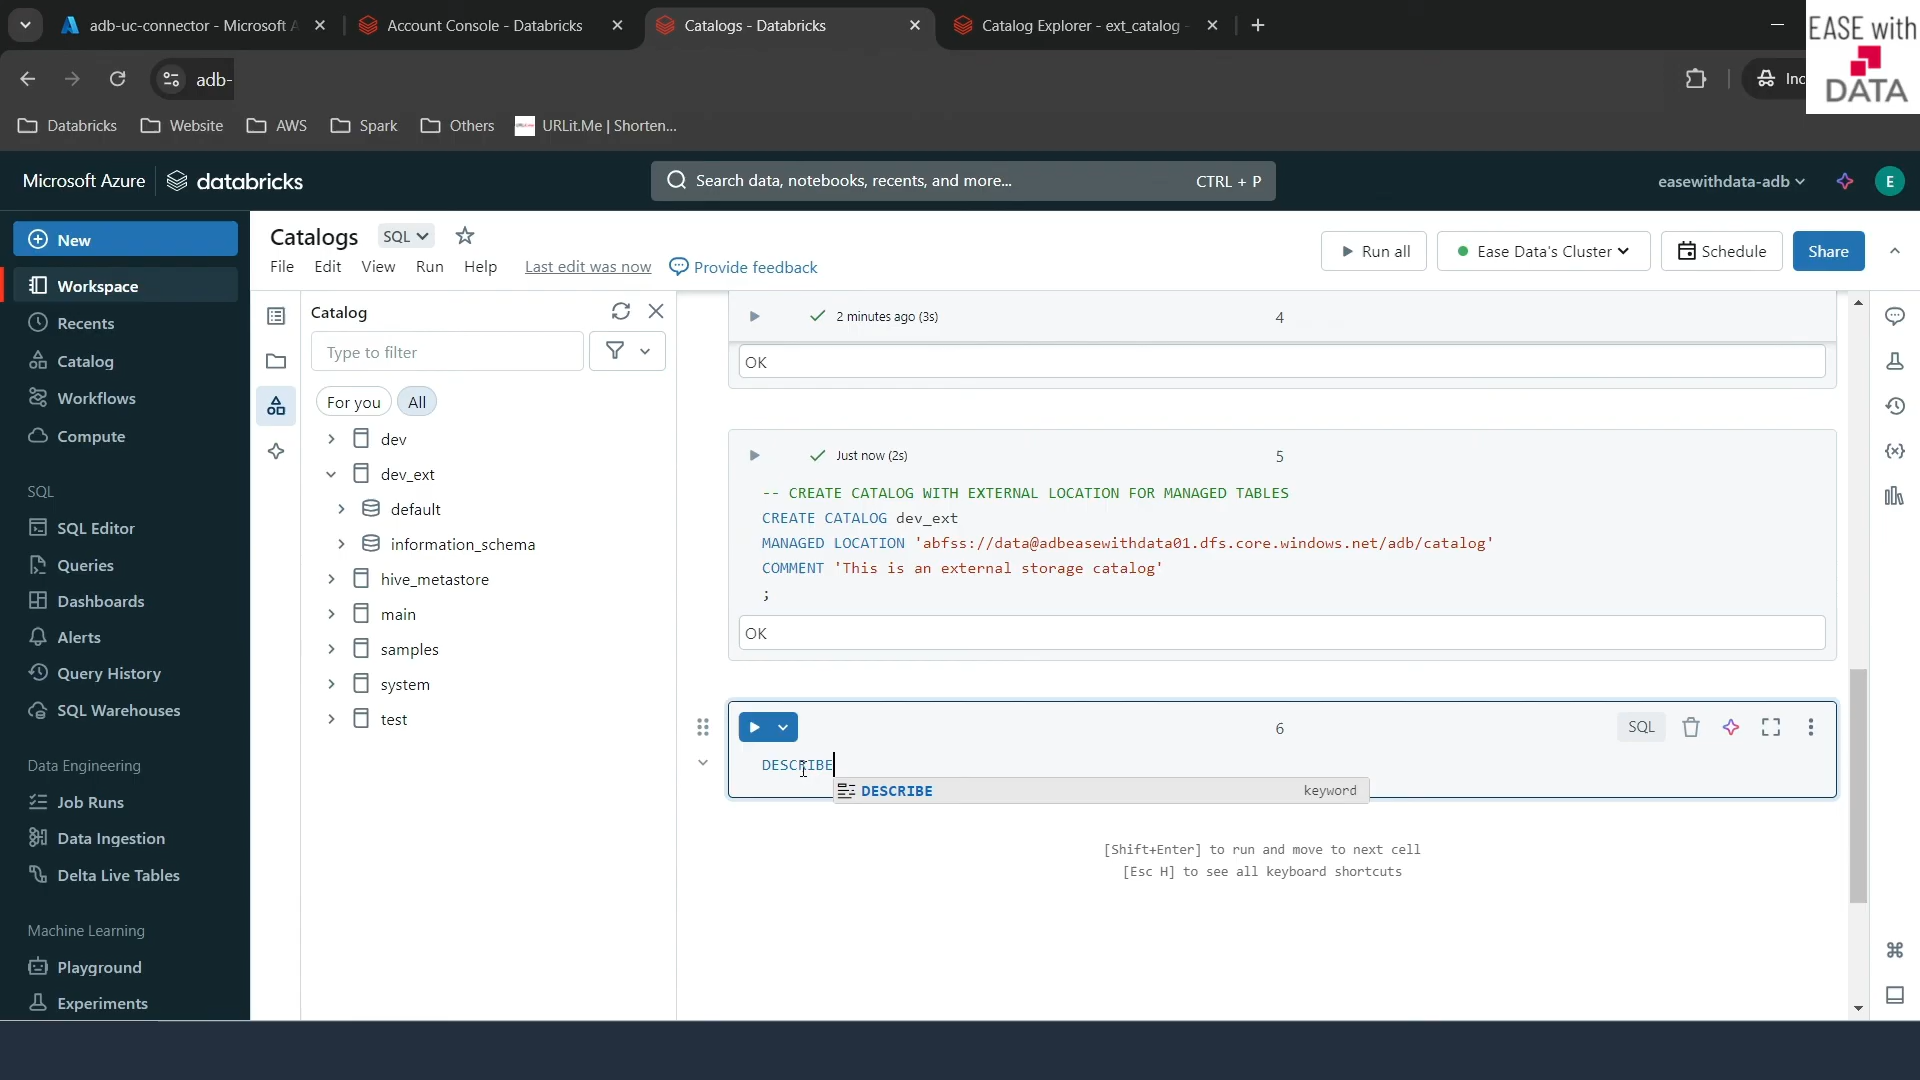 adb-uc-connector - Microsoft A
Account Console - Databricks
Catalogs - Databricks
Catalog Explorer - ext_catalog -
EASE with
DATA
adb-
Inc
Databricks
Website
AWS
Spark
Others
URLit.Me | Shorten...
Microsoft Azure
databricks
Search data, notebooks, recents, and more...
CTRL + P
easewithdata-adb
E
New
Workspace
Recents
Catalog
Workflows
Compute
SQL
SQL Editor
Queries
Dashboards
Alerts
Query History
SQL Warehouses
Data Engineering
Job Runs
Data Ingestion
Delta Live Tables
Machine Learning
Playground
Experiments
Catalogs
SQL
File
Edit
View
Run
Help
Last edit was now
Provide feedback
Run all
Ease Data's Cluster
Schedule
Share
Catalog
Type to filter
For you
All
dev
dev_ext
default
information_schema
hive_metastore
main
samples
system
test
2 minutes ago (3s)
4
OK
Just now (2s)
5
-- CREATE CATALOG WITH EXTERNAL LOCATION FOR MANAGED TABLES
CREATE CATALOG dev_ext
MANAGED LOCATION 'abfss://data@adbeasewithdata01.dfs.core.windows.net/adb/catalog'
COMMENT 'This is an external storage catalog'
;
OK
6
SQL
DESCRIBE
DESCRIBE
keyword
[Shift+Enter] to run and move to next cell
[Esc H] to see all keyboard shortcuts